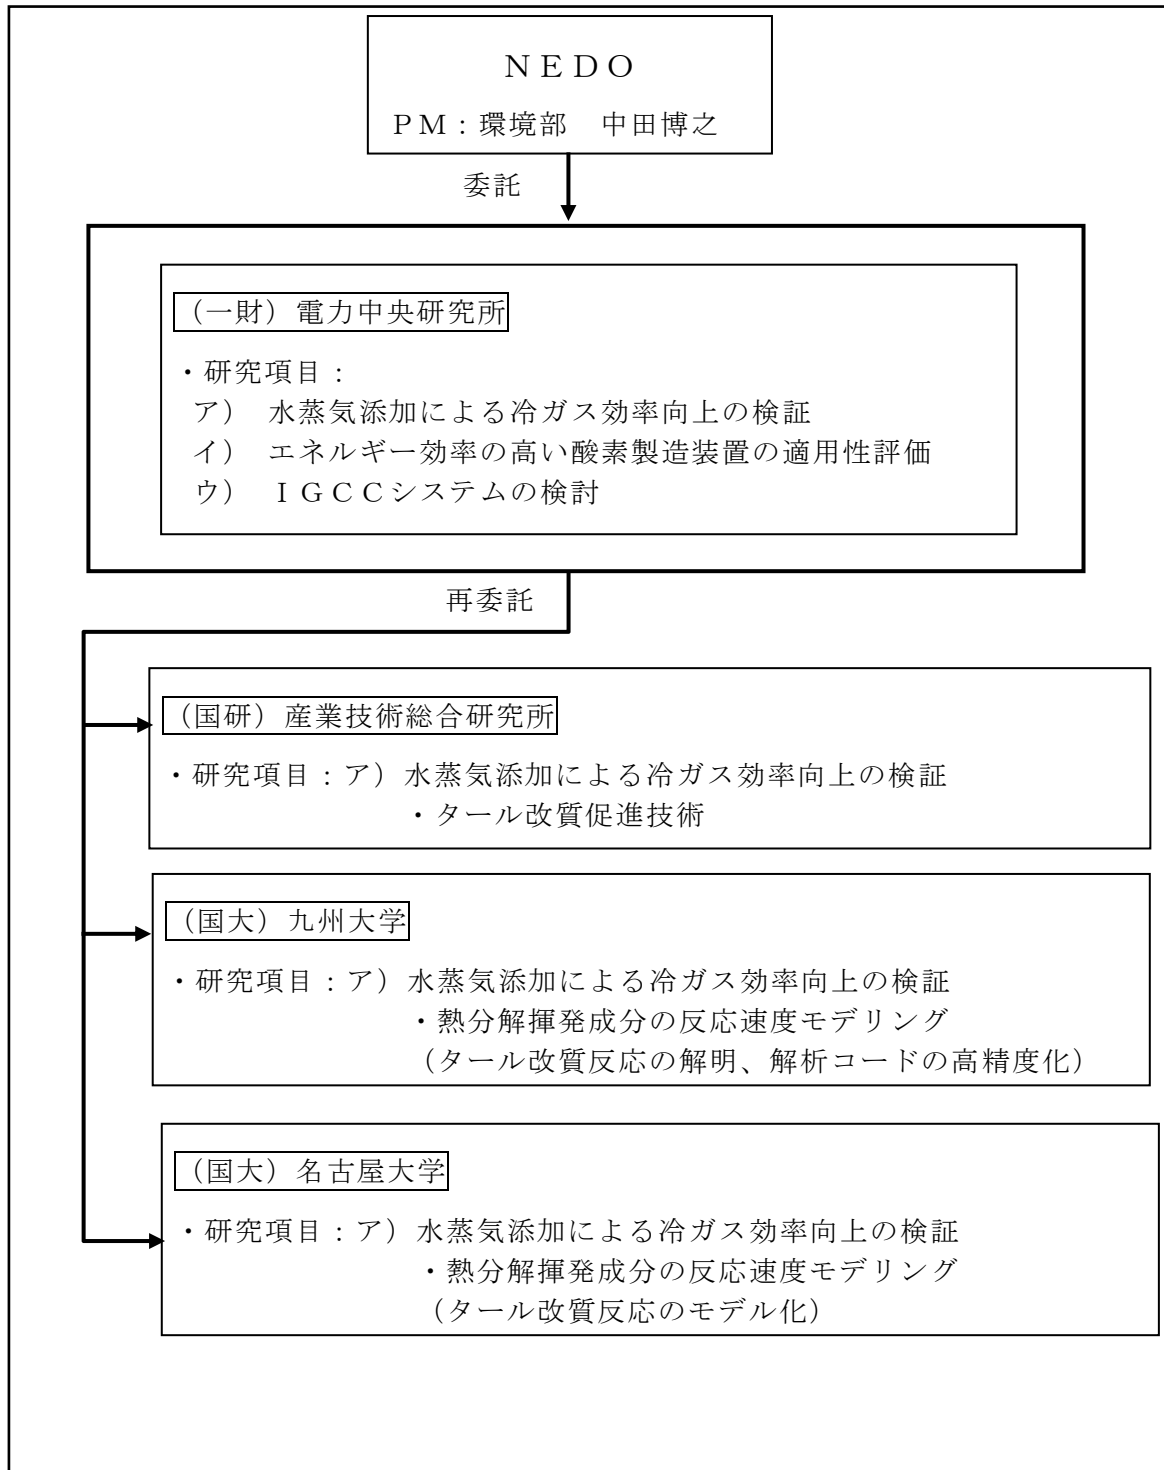 ＮＥＤＯ
ＰＭ：環境部　中田博之
委託
（一財）電力中央研究所
・研究項目：
ア）　水蒸気添加による冷ガス効率向上の検証
イ）　エネルギー効率の高い酸素製造装置の適用性評価
ウ）　ＩＧＣＣシステムの検討
再委託
（国研）産業技術総合研究所
・研究項目：ア）水蒸気添加による冷ガス効率向上の検証
・タール改質促進技術
（国大）九州大学
・研究項目：ア）水蒸気添加による冷ガス効率向上の検証
・熱分解揮発成分の反応速度モデリング
（タール改質反応の解明、解析コードの高精度化）
（国大）名古屋大学
・研究項目：ア）水蒸気添加による冷ガス効率向上の検証
・熱分解揮発成分の反応速度モデリング
（タール改質反応のモデル化）